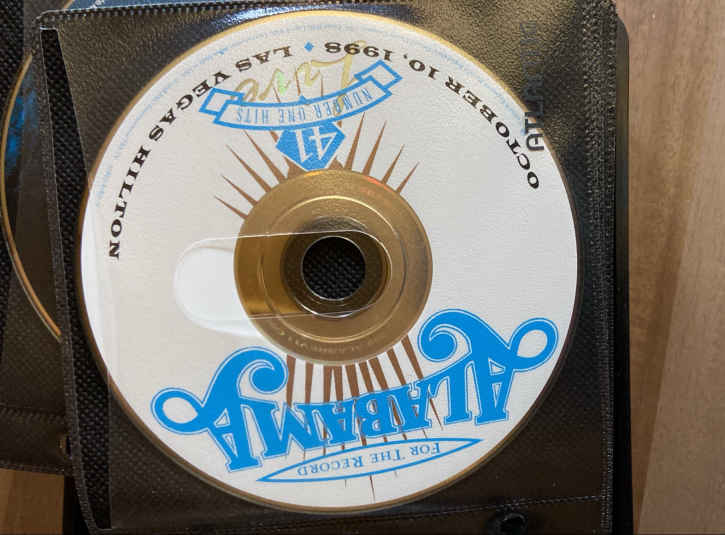 FOR THE RECORD
ALABAMA
41
NUMBER ONE HITS
Live
OCTOBER 10, 1998 ♦ LAS VEGAS HILTON